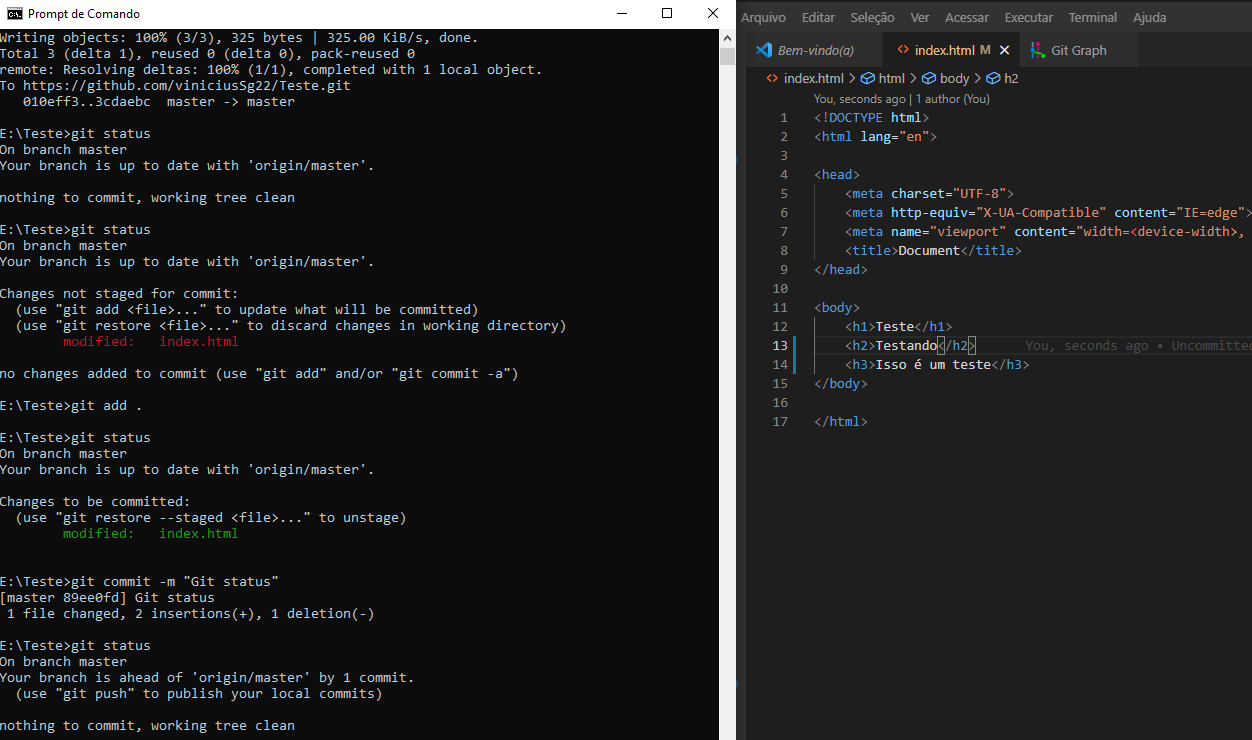 Prompt de Comando
Writing objects: 100% (3/3), 325 bytes | 325.00 KiB/s, done.
Total 3 (delta 1), reused 0 (delta 0), pack-reused 0
remote: Resolving deltas: 100% (1/1), completed with 1 local object.
To https://github.com/viniciusSg22/Teste.git
   010eff3..3cdaebc  master -> master
E:\Teste>git status
On branch master
Your branch is up to date with 'origin/master'.
nothing to commit, working tree clean
E:\Teste>git status
On branch master
Your branch is up to date with 'origin/master'.
Changes not staged for commit:
  (use "git add <file>..." to update what will be committed)
  (use "git restore <file>..." to discard changes in working directory)
        modified:   index.html
no changes added to commit (use "git add" and/or "git commit -a")
E:\Teste>git add .
E:\Teste>git status
On branch master
Your branch is up to date with 'origin/master'.
Changes to be committed:
  (use "git restore --staged <file>..." to unstage)
        modified:   index.html
E:\Teste>git commit -m "Git status"
[master 89ee0fd] Git status
 1 file changed, 2 insertions(+), 1 deletion(-)
E:\Teste>git status
On branch master
Your branch is ahead of 'origin/master' by 1 commit.
  (use "git push" to publish your local commits)
nothing to commit, working tree clean
Arquivo Editar Seleção Ver Acessar Executar Terminal Ajuda
Bem-vindo(a) <> index.html M Git Graph
<> index.html > html > body > h2
You, seconds ago | 1 author (You)
1 <!DOCTYPE html>
2 <html lang="en">
3
4 <head>
5     <meta charset="UTF-8">
6     <meta http-equiv="X-UA-Compatible" content="IE=edge">
7     <meta name="viewport" content="width=<device-width>,
8     <title>Document</title>
9 </head>
10
11 <body>
12     <h1>Teste</h1>
13     <h2>Testando</h2>     You, seconds ago • Uncommitted
14     <h3>Isso é um teste</h3>
15 </body>
16
17 </html>